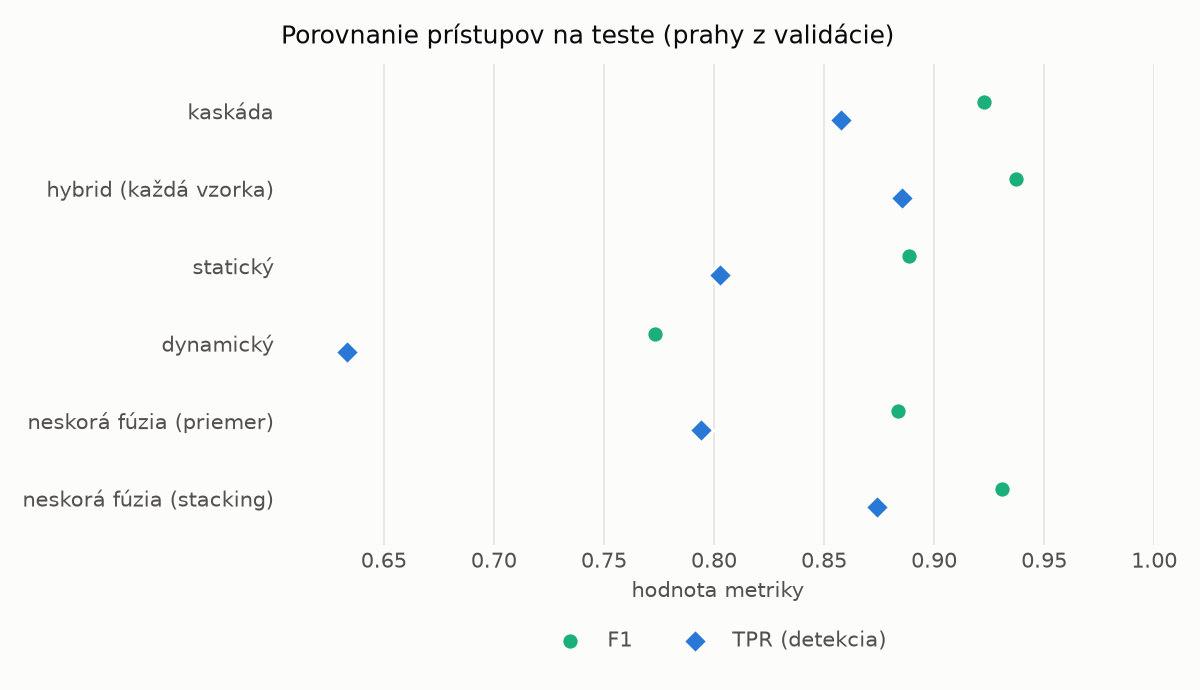 Porovnanie prístupov na teste (prahy z validácie)
kaskáda
hybrid (každá vzorka)
statický
dynamický
neskorá fúzia (priemer)
neskorá fúzia (stacking)
0.65 0.70 0.75 0.80 0.85 0.90 0.95 1.00
hodnota metriky
F1 TPR (detekcia)